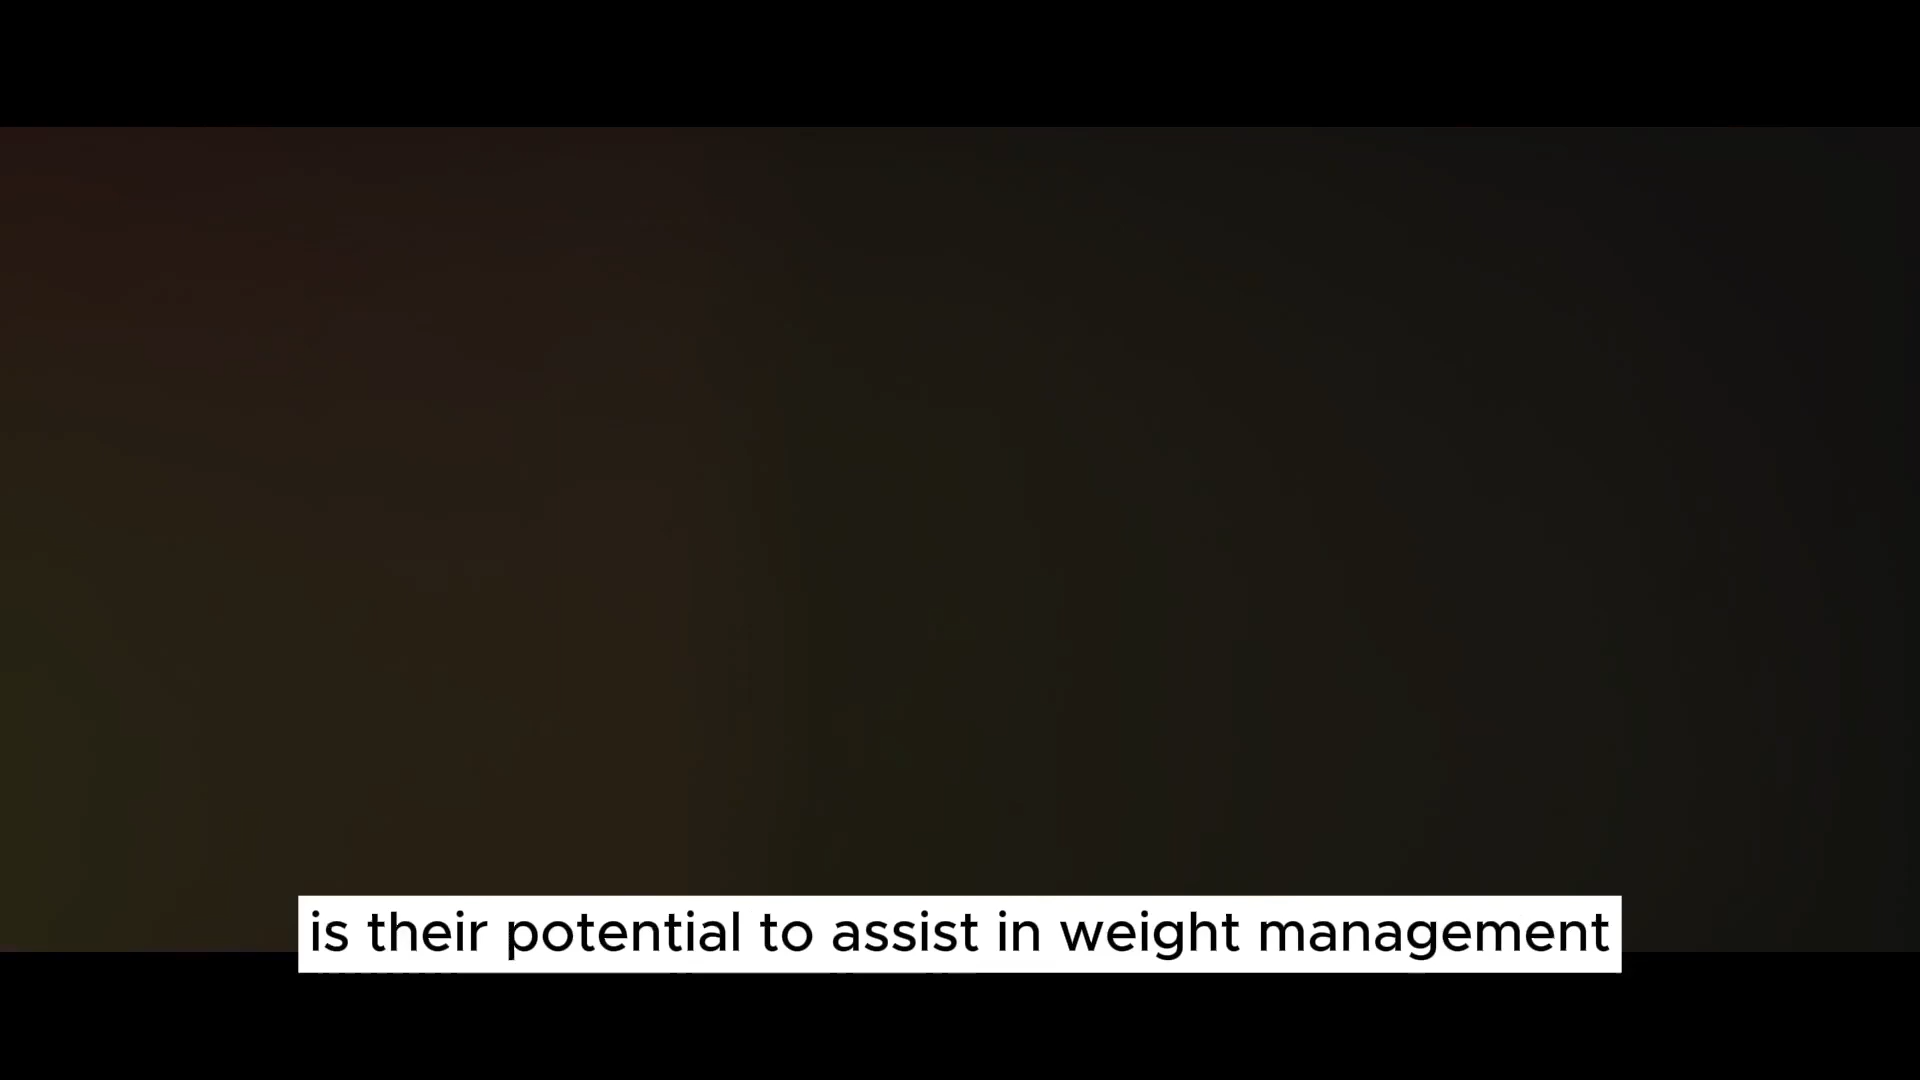 is their potential to assist in weight management